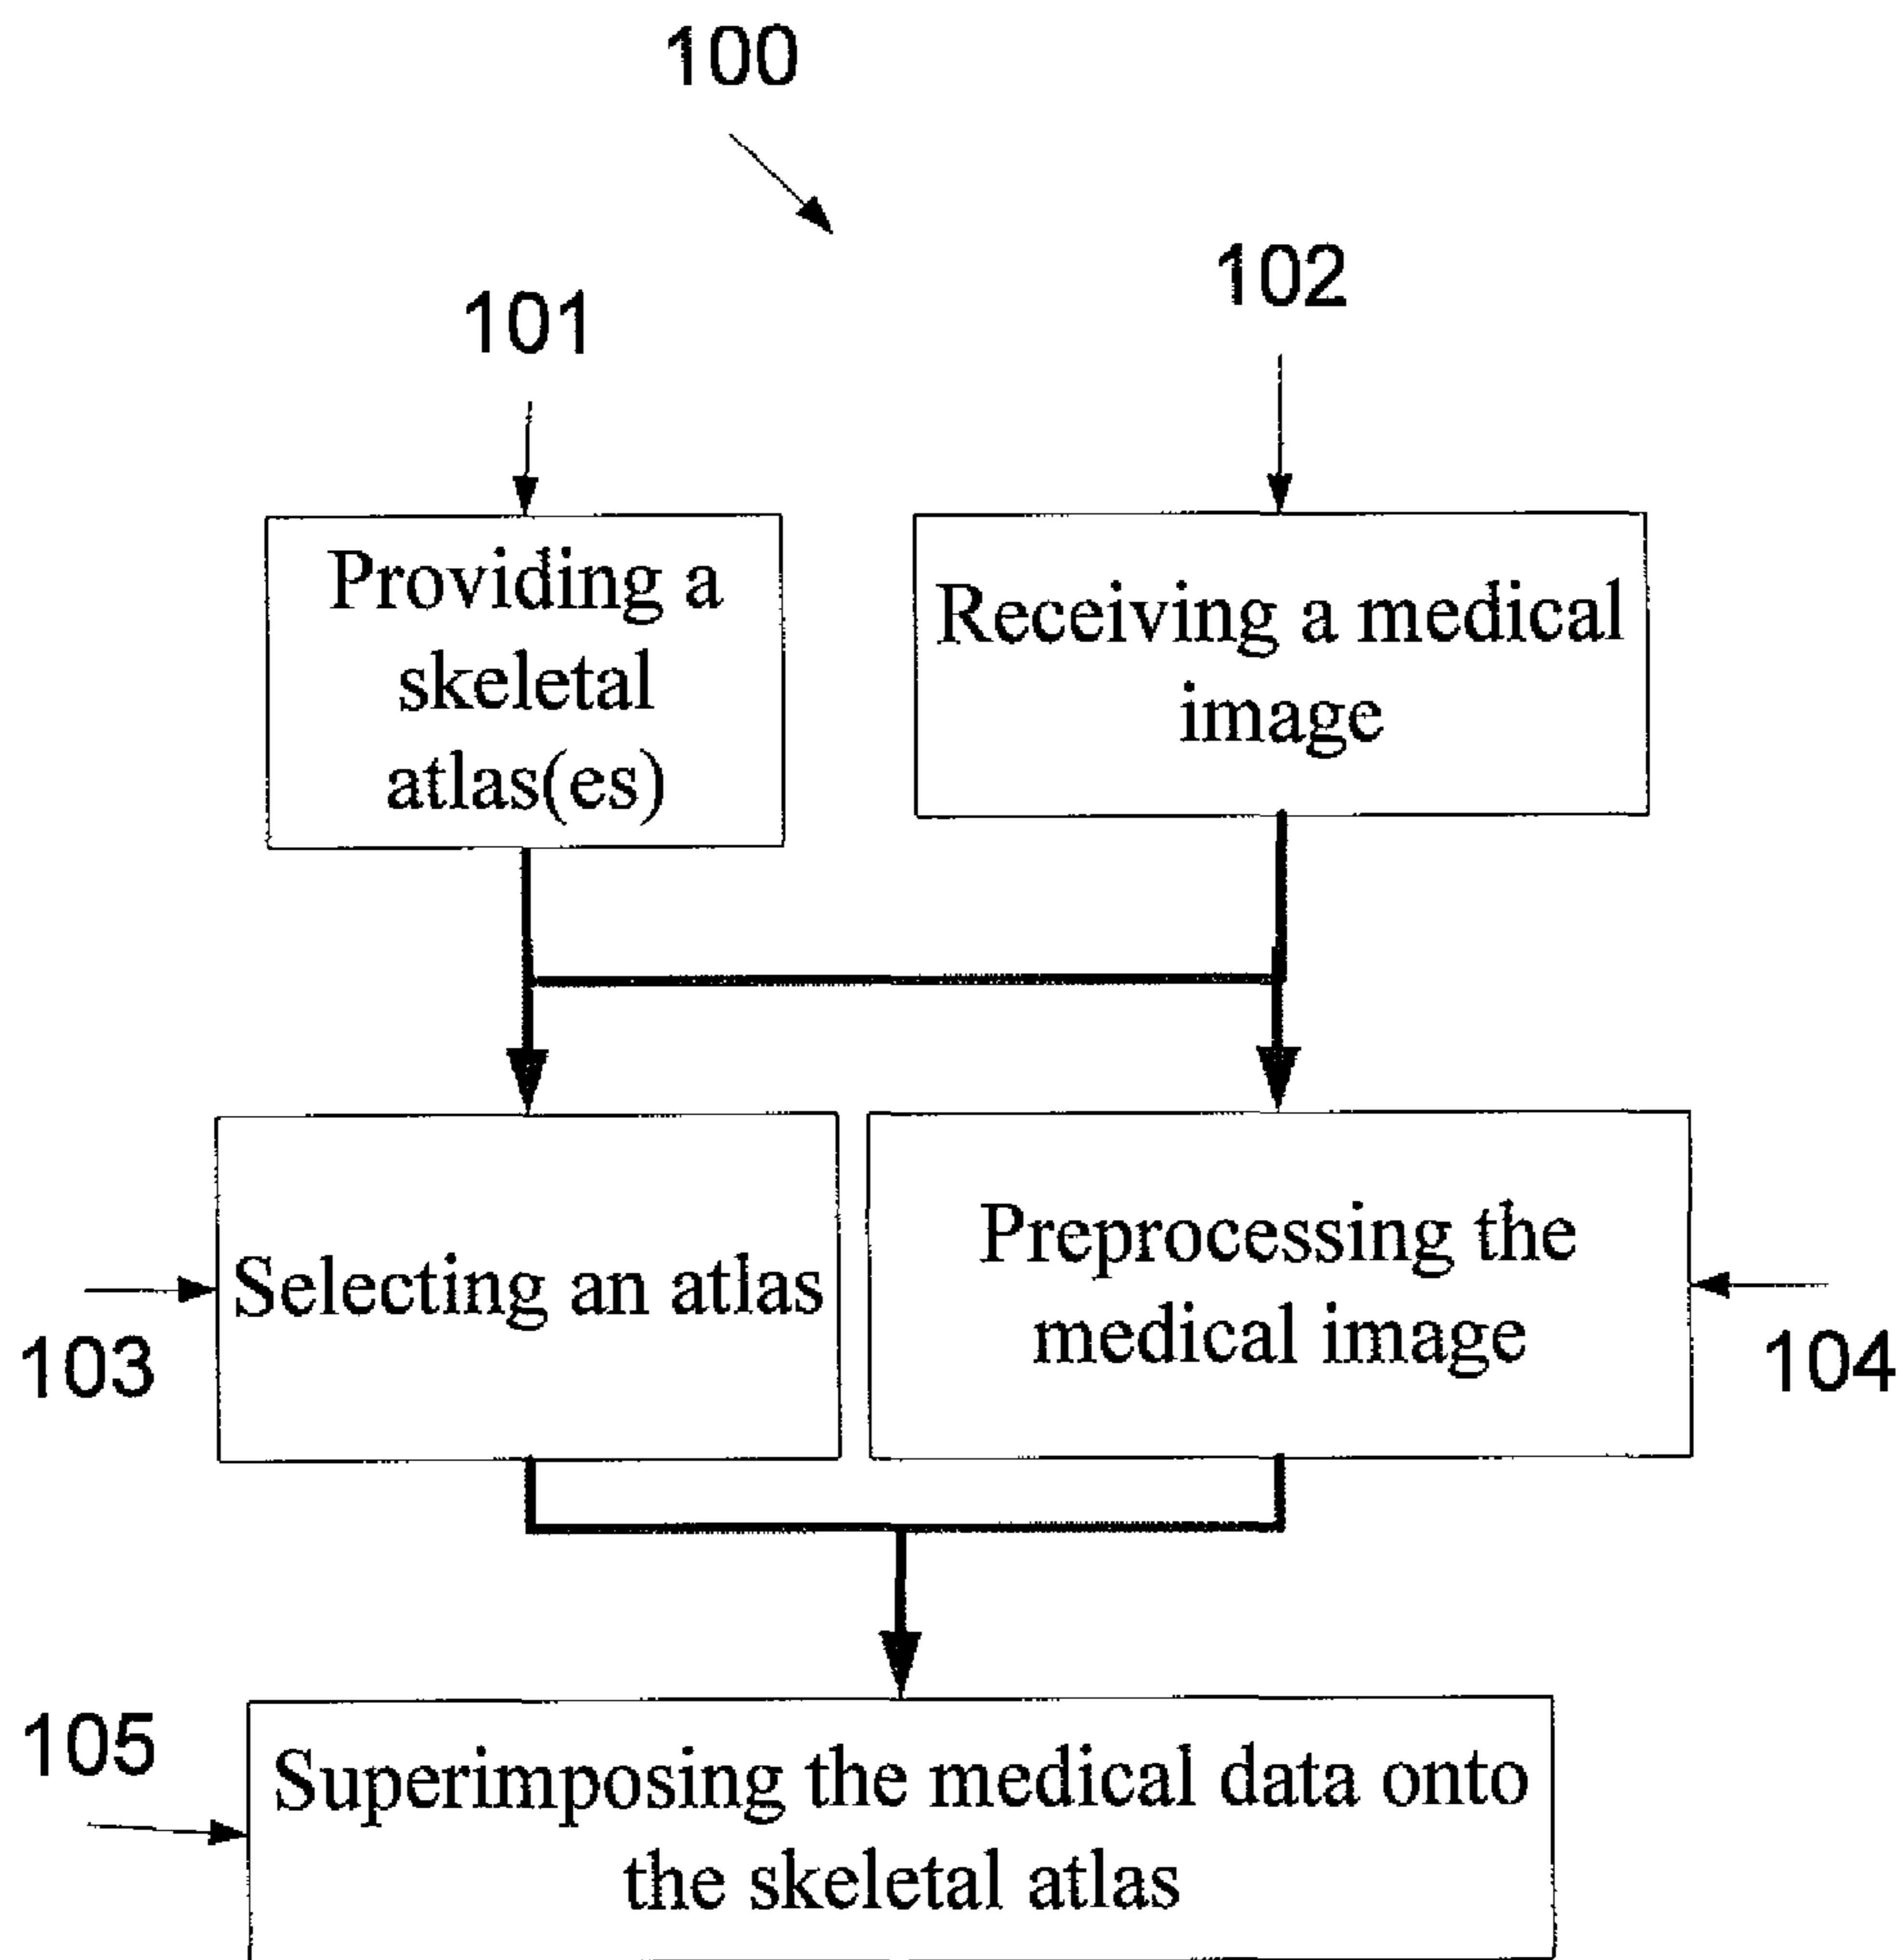 100
101
102
Providing a
skeletal
atlas(es)
Receiving a medical
image
Selecting an atlas
103
Preprocessing the
medical image
104
105
Superimposing the medical data onto
the skeletal atlas